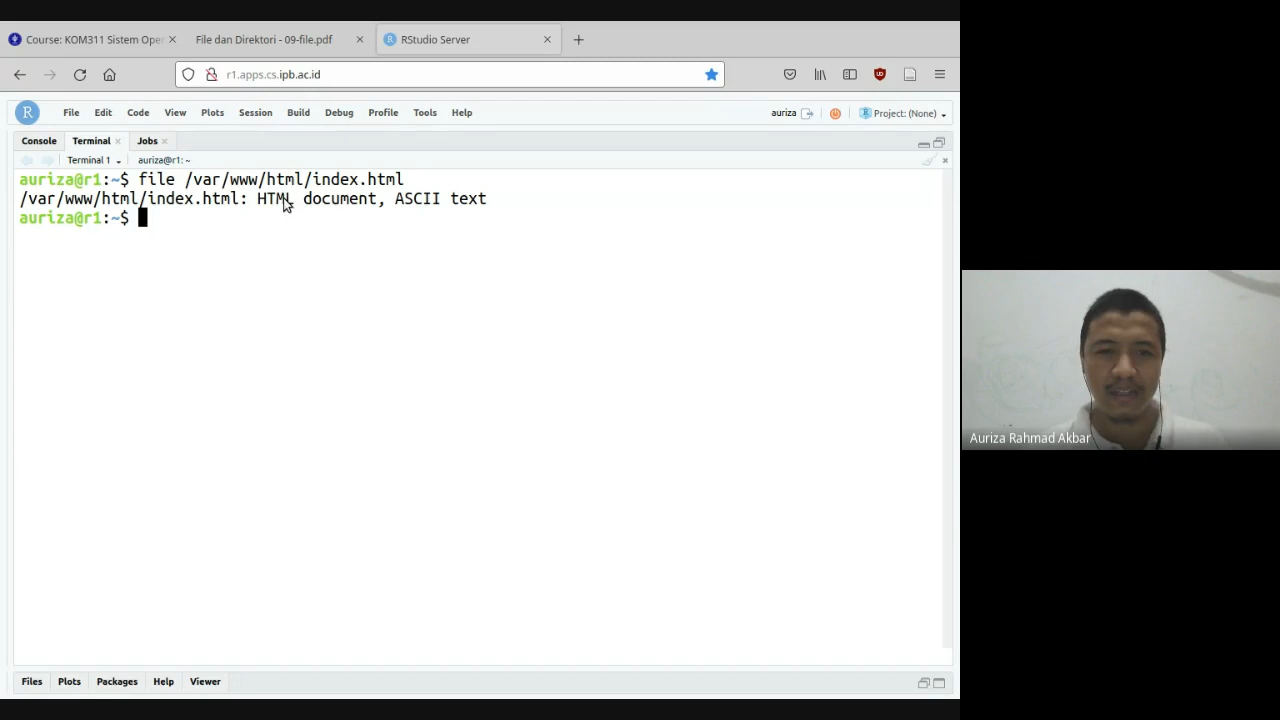 Course: KOM311 Sistem Oper
File dan Direktori - 09-file.pdf
RStudio Server
r1.apps.cs.ipb.ac.id
R File Edit Code View Plots Session Build Debug Profile Tools Help
auriza
Project: (None)
Console Terminal Jobs
Terminal 1 auriza@r1: ~
auriza@r1:~$ file /var/www/html/index.html
/var/www/html/index.html: HTML document, ASCII text
auriza@r1:~$
Auriza Rahmad Akbar
Files Plots Packages Help Viewer